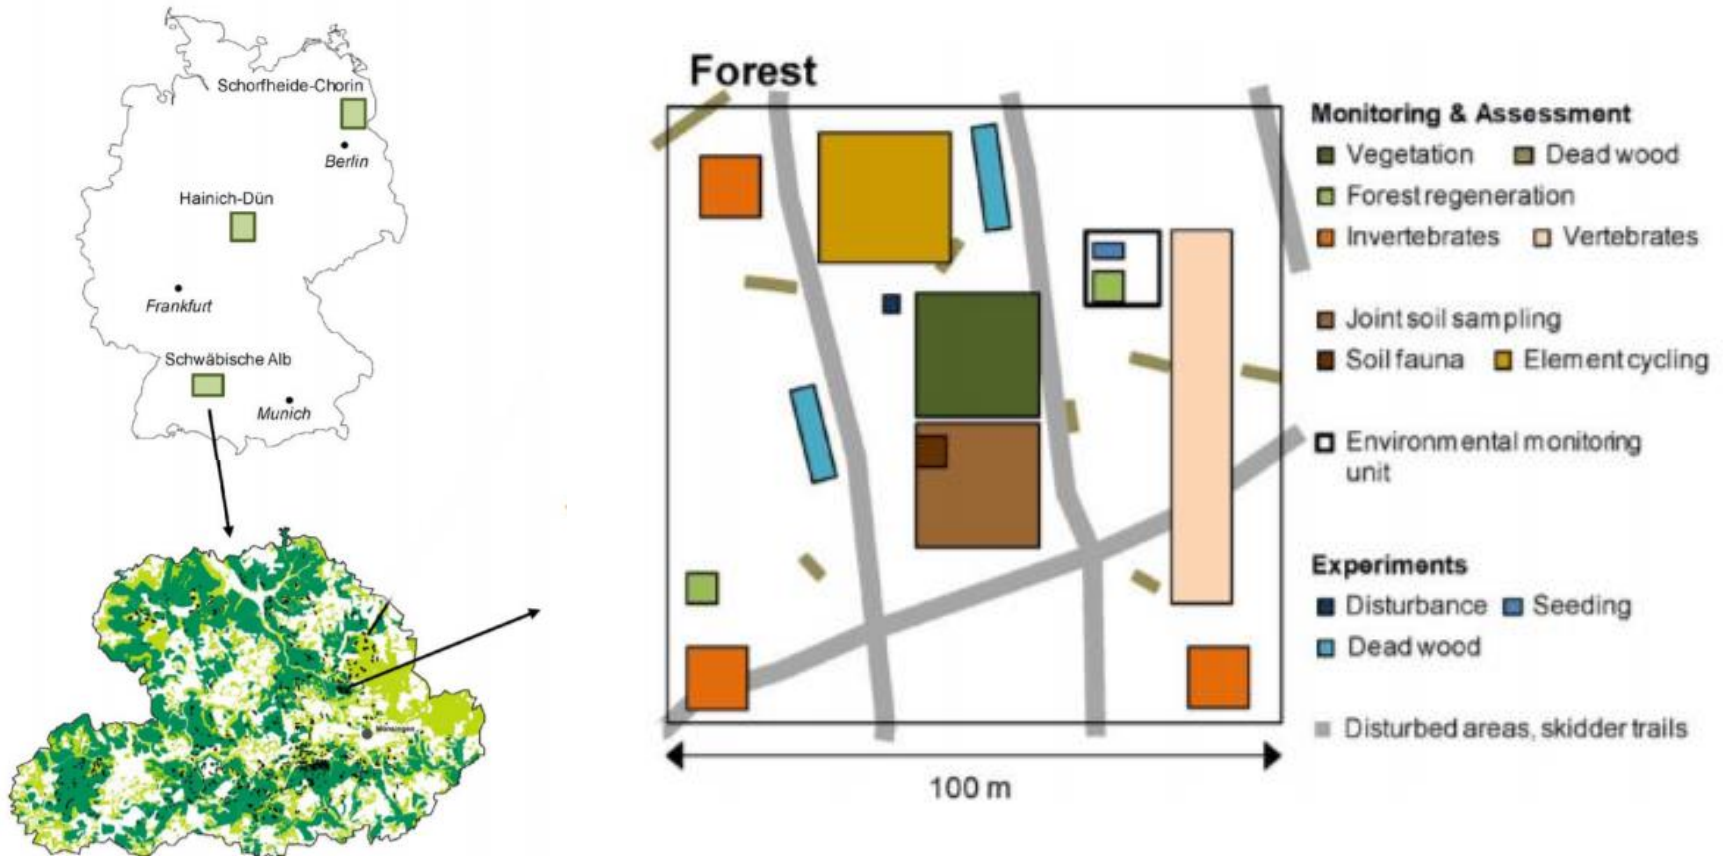 Schorfheide-Chorin
Berlin
Hainich-Dün
Frankfurt
Schwäbische Alb
Munich
Forest
100 m
Monitoring & Assessment
Vegetation
Dead wood
Forest regeneration
Invertebrates
Vertebrates
Joint soil sampling
Soil fauna
Element cycling
Environmental monitoring
unit
Experiments
Disturbance
Seeding
Dead wood
Disturbed areas, skidder trails